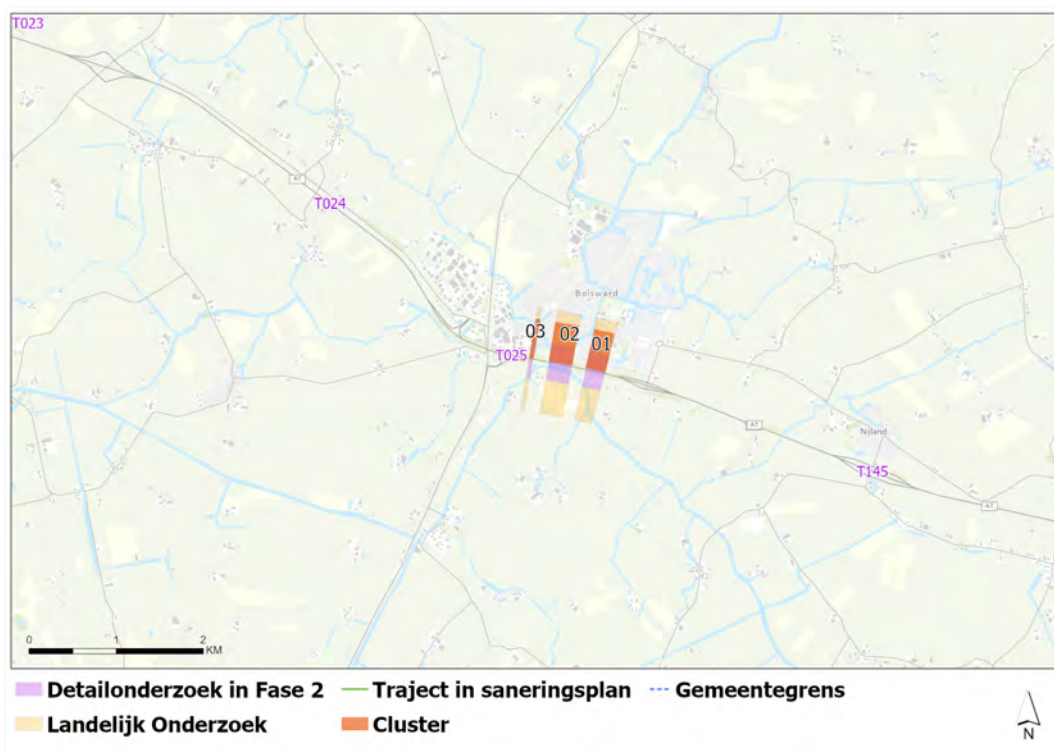 T023
A7
T024
Bolsward
03
02
01
T025
A7
Nijland
T145
A7
0 1 2
KM
Detailonderzoek in Fase 2 Traject in saneringsplan Gemeentegrens
Landelijk Onderzoek Cluster
N